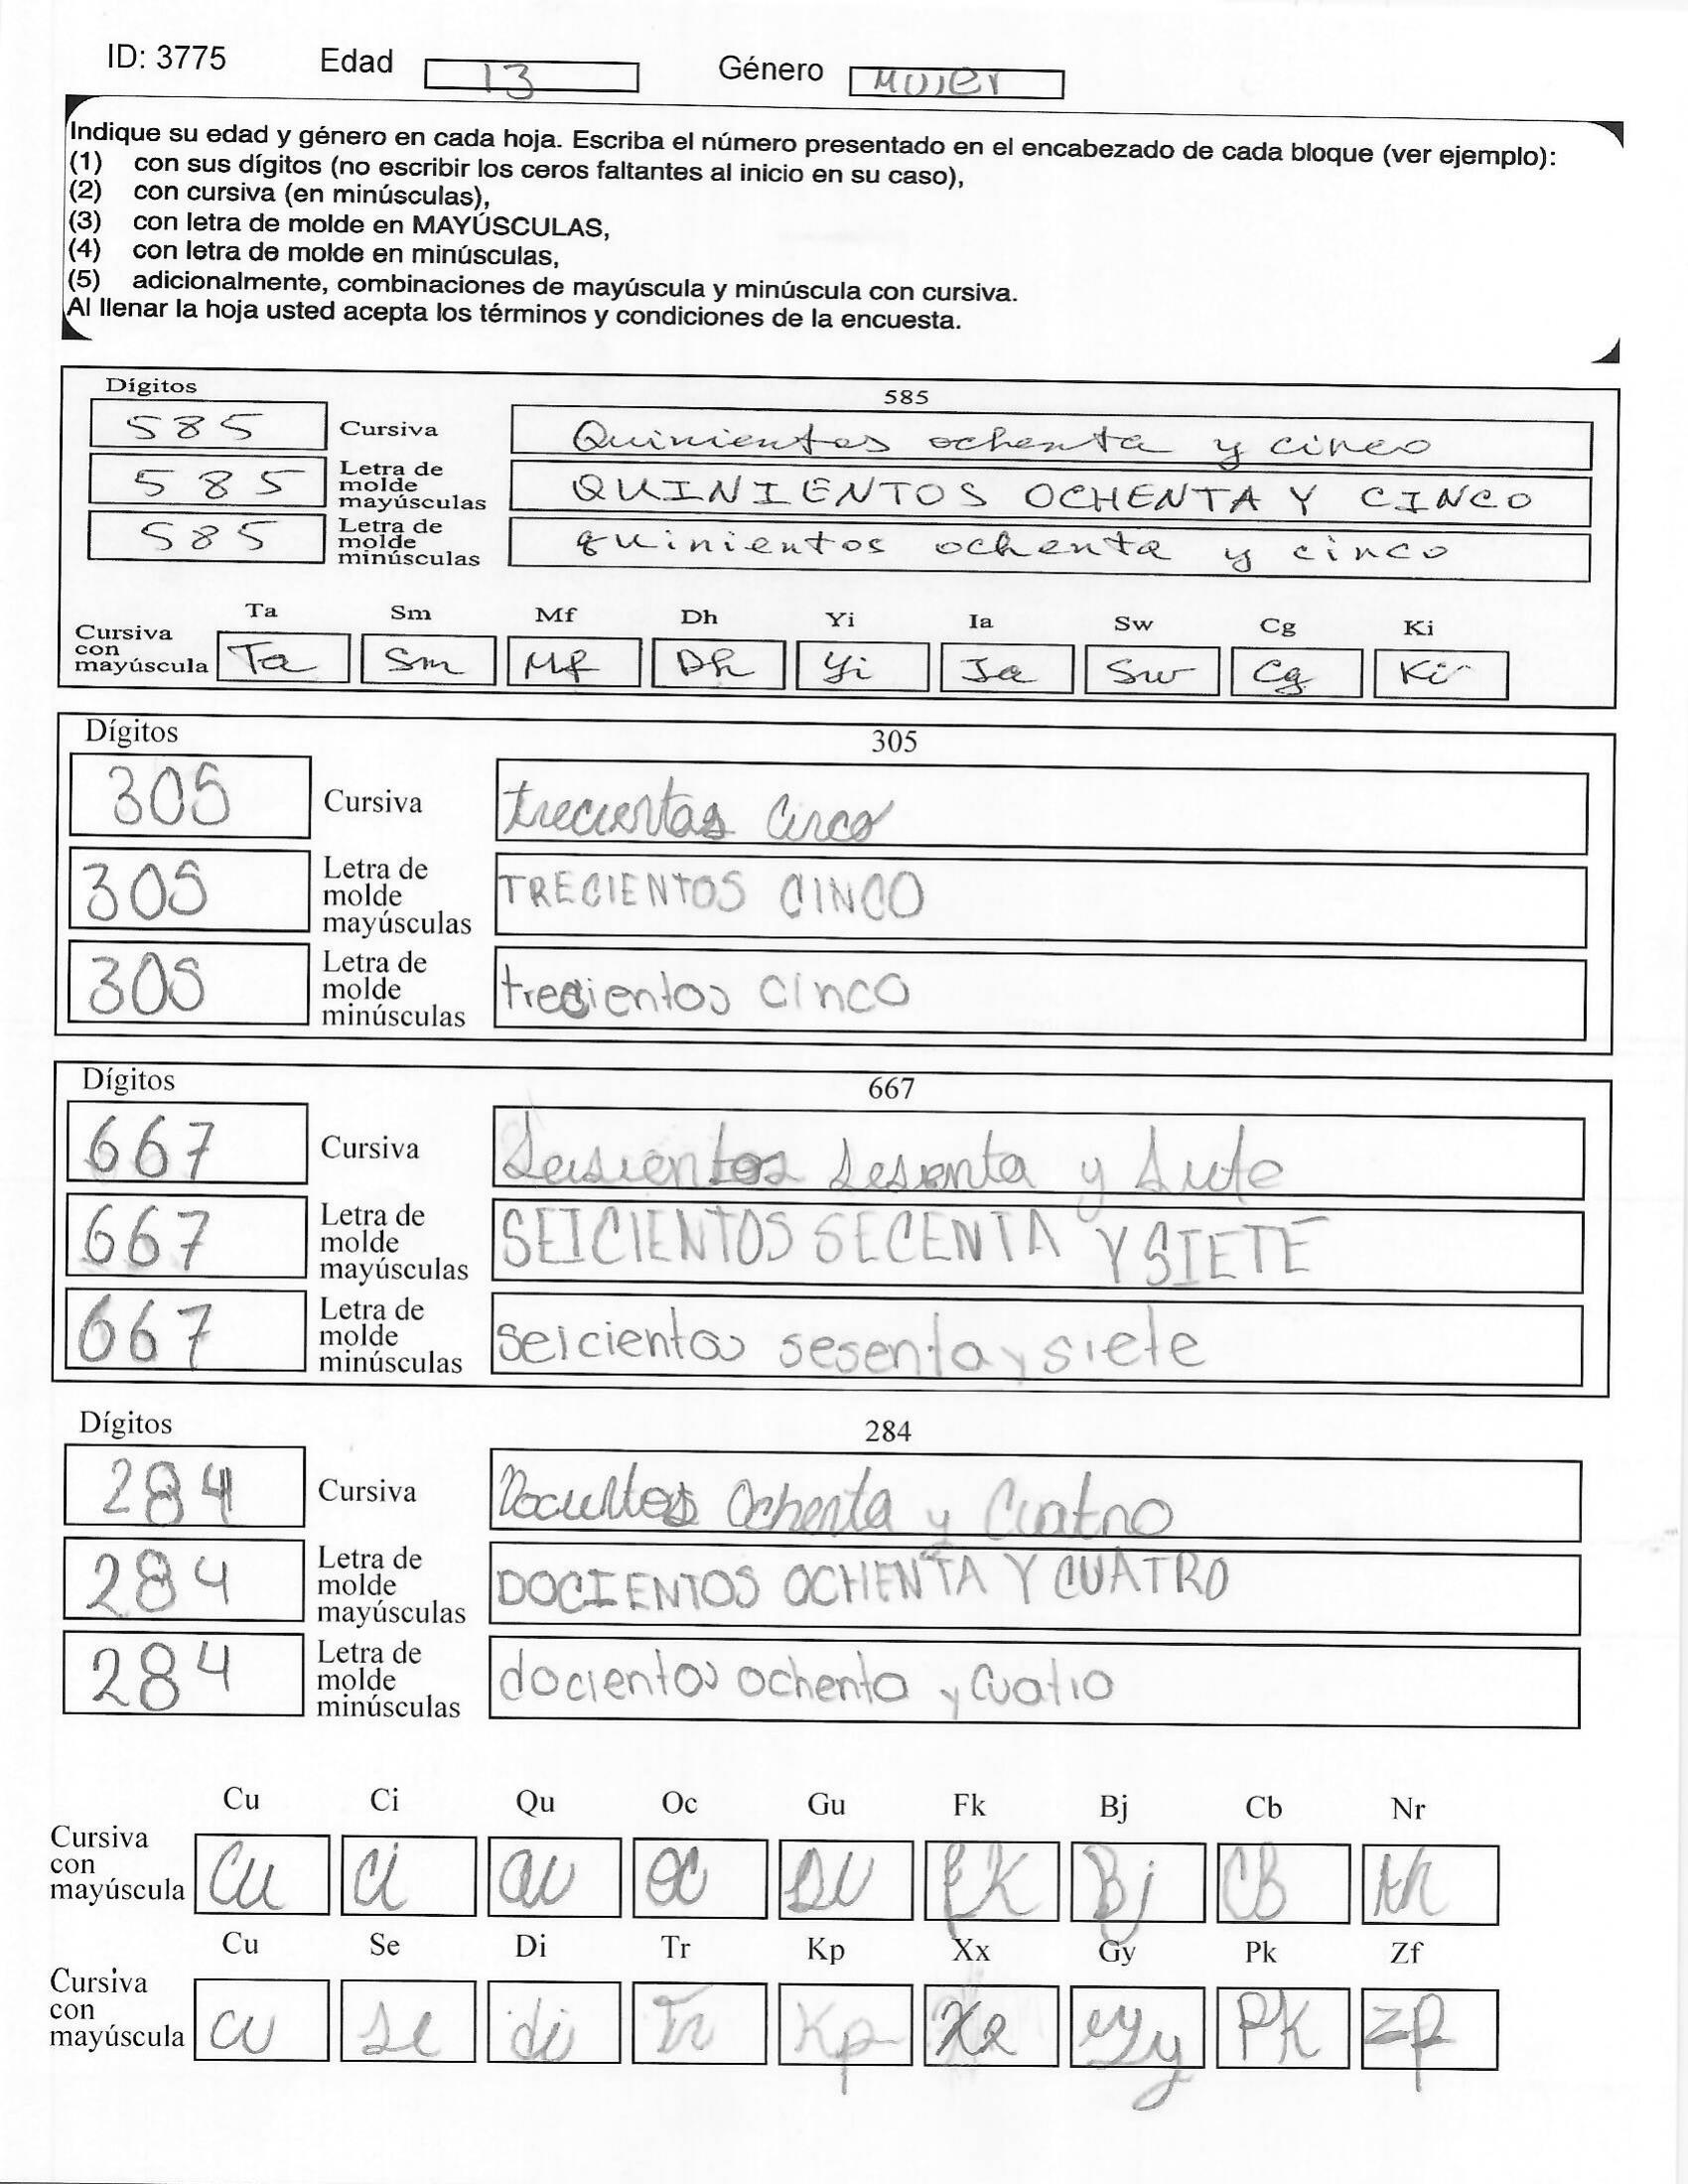 ID: 3775 Edad 13 Género Mujer
Indique su edad y género en cada hoja. Escriba el número presentado en el encabezado de cada bloque (ver ejemplo):
(1) con sus dígitos (no escribir los ceros faltantes al inicio en su caso),
(2) con cursiva (en minúsculas),
(3) con letra de molde en MAYÚSCULAS,
(4) con letra de molde en minúsculas,
(5) adicionalmente, combinaciones de mayúscula y minúscula con cursiva.
Al llenar la hoja usted acepta los términos y condiciones de la encuesta.
Dígitos 585
585 Cursiva Quinientos ochenta y cinco
585 Letra de molde mayúsculas QUINIENTOS OCHENTA Y CINCO
585 Letra de molde minúsculas quinientos ochenta y cinco
Ta Sm Mf Dh Yi Ia Sw Cg Ki
Cursiva con mayúscula Ta Sm Mf Dh Yi Ia Sw Cg Ki
Dígitos 305
305 Cursiva trecientos cinco
305 Letra de molde mayúsculas TRECIENTOS CINCO
305 Letra de molde minúsculas trecientos cinco
Dígitos 667
667 Cursiva Seisientos sesenta y siete
667 Letra de molde mayúsculas SEICIENTOS SECENTA Y SIETE
667 Letra de molde minúsculas seicientos sesenta y siete
Dígitos 284
284 Cursiva Docientos ochenta y Cuatro
284 Letra de molde mayúsculas DOCIENTOS OCHENTA Y CUATRO
284 Letra de molde minúsculas docientos ochenta y cuatro
Cu Ci Qu Oc Gu Fk Bj Cb Nr
Cursiva con mayúscula Cu Ci Qu Oc Fk Bj CB
Cu Se Di Tr Kp Xx Gy Pk Zf
Cursiva con mayúscula Cu Se di Tr Kp Xx Pk Zf